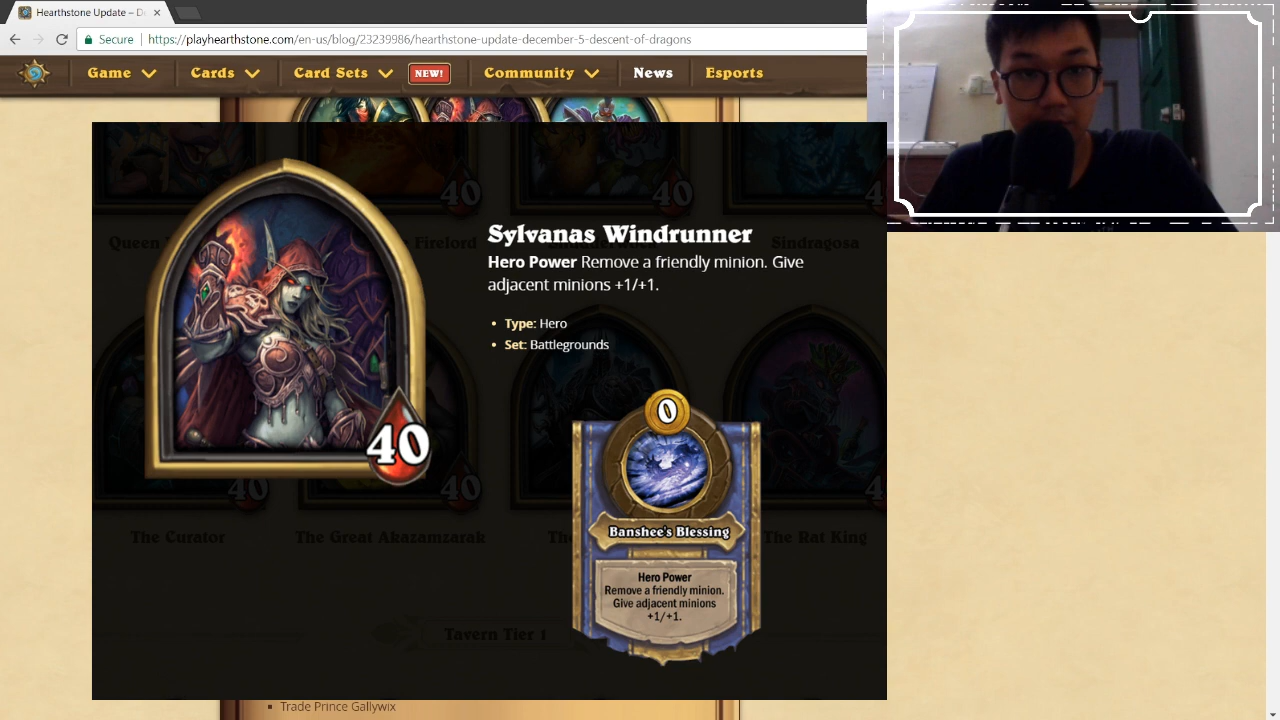 Hearthstone Update – D
Secure
https://playhearthstone.com/en-us/blog/23239986/hearthstone-update-december-5-descent-of-dragons
Game
Cards
Card Sets
NEW!
Community
News
Esports
40
40
4
Queen
Firelord
Sindragosa
Sylvanas Windrunner
Hero Power Remove a friendly minion. Give
adjacent minions +1/+1.
Type: Hero
Set: Battlegrounds
40
0
Banshee's Blessing
Hero Power
Remove a friendly minion.
Give adjacent minions
+1/+1.
40
40
4
The Curator
The Great Akazamzarak
The Rat King
Tavern Tier 1
Trade Prince Gallywix